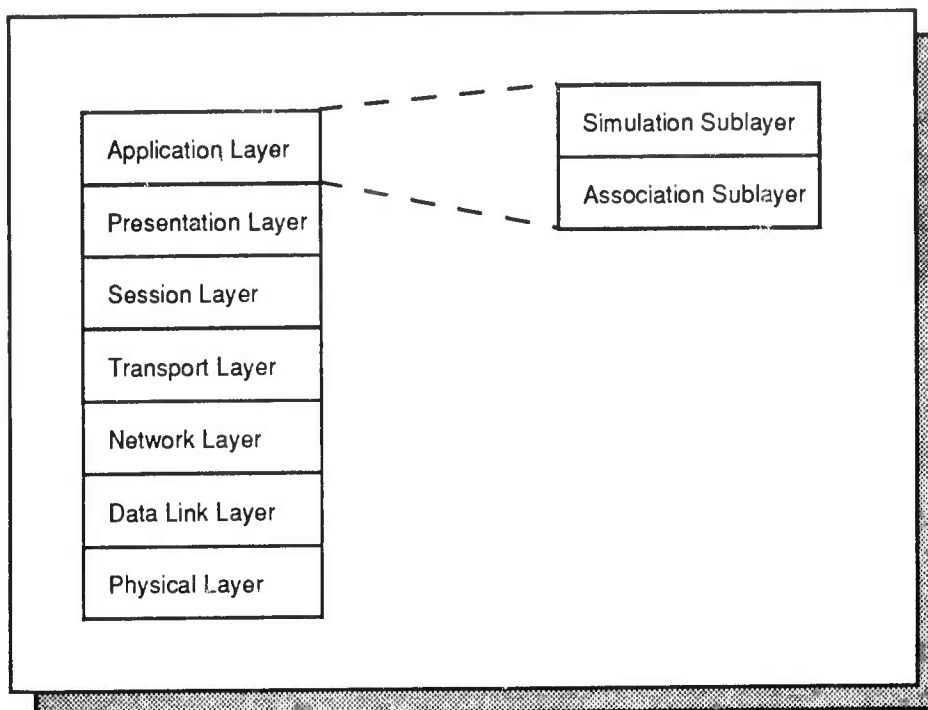 Application Layer
Presentation Layer
Session Layer
Transport Layer
Network Layer
Data Link Layer
Physical Layer
Simulation Sublayer
Association Sublayer